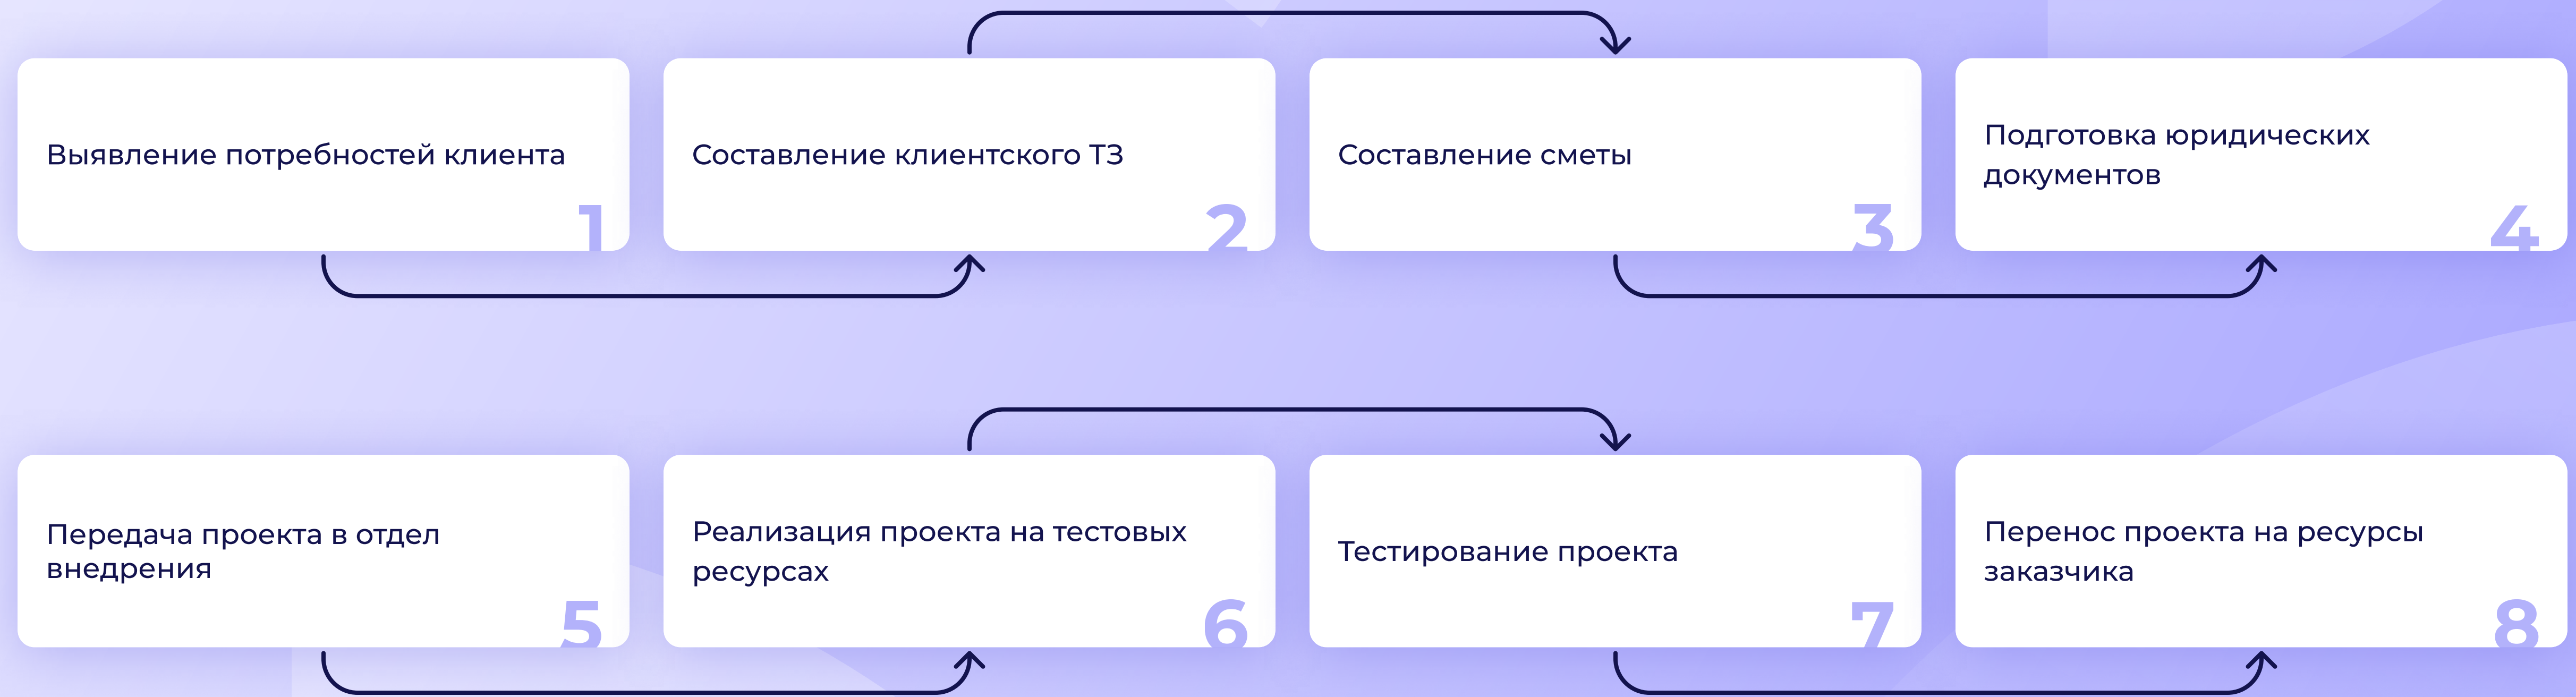 Выявление потребностей клиента
1
Составление клиентского ТЗ
2
Составление сметы
3
Подготовка юридических
документов
4
Передача проекта в отдел
внедрения
5
Реализация проекта на тестовых
ресурсах
6
Тестирование проекта
7
Перенос проекта на ресурсы
заказчика
8